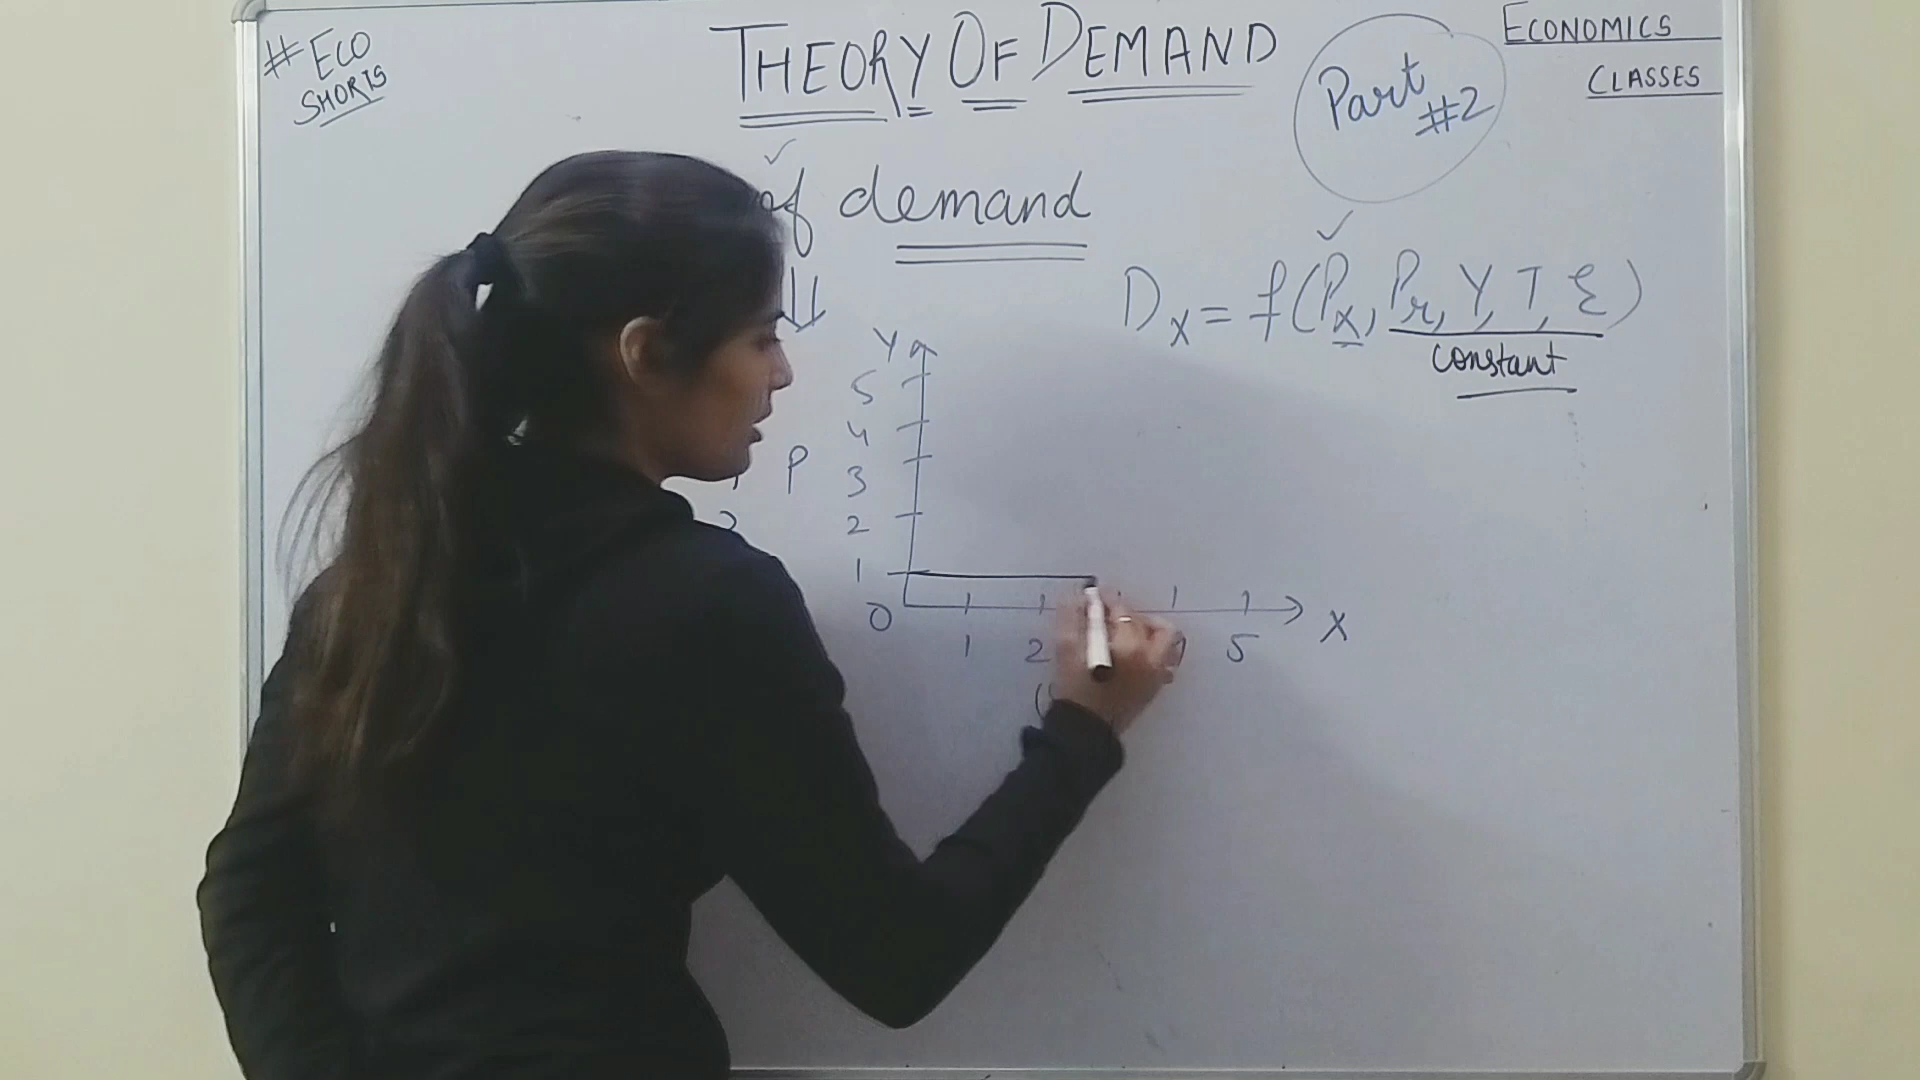 # ECO
SHORTS
THEORY OF DEMAND
Part
#2
ECONOMICS
CLASSES
of demand
Dx = f(Px, Pr, Y, T, ξ)
constant
Y
5
4
P 3
2
1
0
X
1 2 4 5